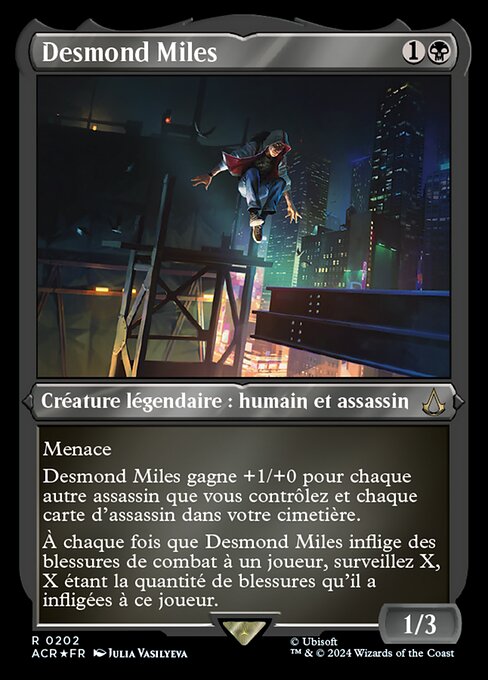 Desmond Miles 1
Créature légendaire : humain et assassin
Menace
Desmond Miles gagne +1/+0 pour chaque
autre assassin que vous contrôlez et chaque
carte d'assassin dans votre cimetière.
À chaque fois que Desmond Miles inflige des
blessures de combat à un joueur, surveillez X,
X étant la quantité de blessures qu'il a
infligées à ce joueur.
1/3
R 0202
ACR★FR Julia Vasilyeva
© Ubisoft
™ & © 2024 Wizards of the Coast